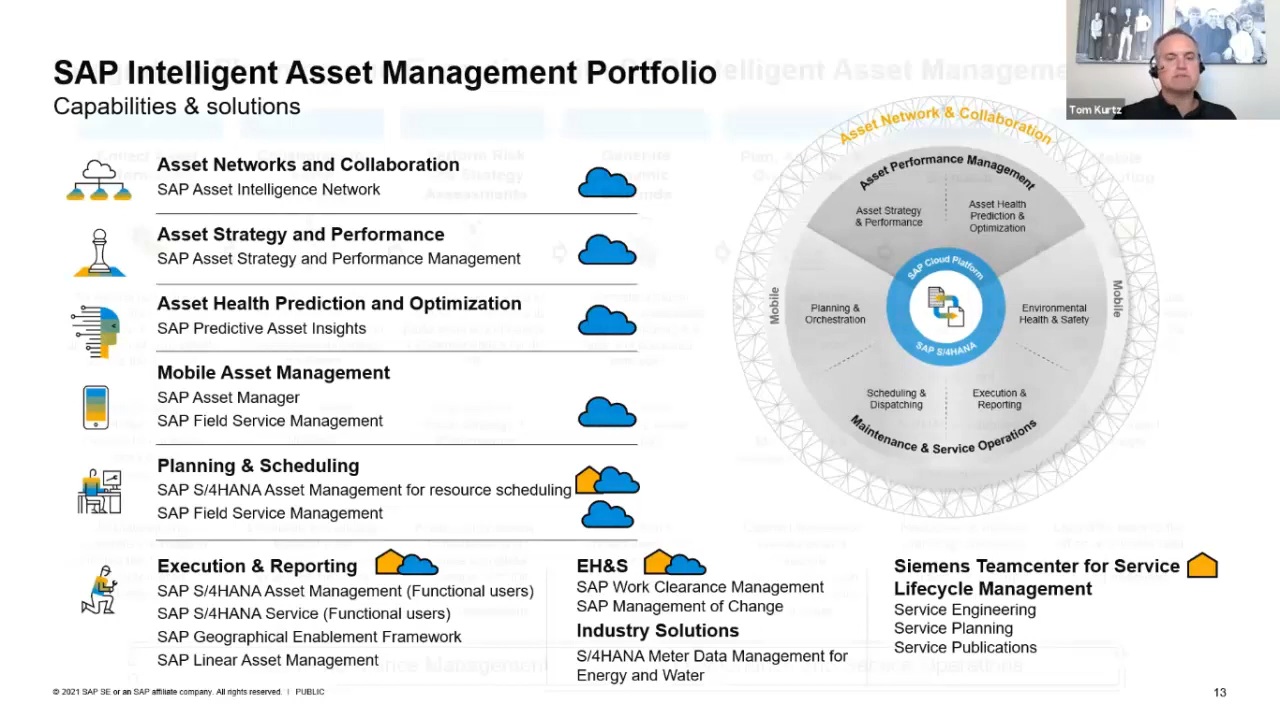 SAP Intelligent Asset Management Portfolio
Capabilities & solutions
Tom Kurtz
Asset Networks and Collaboration
SAP Asset Intelligence Network
Asset Strategy and Performance
SAP Asset Strategy and Performance Management
Asset Health Prediction and Optimization
SAP Predictive Asset Insights
Mobile Asset Management
SAP Asset Manager
SAP Field Service Management
Planning & Scheduling
SAP S/4HANA Asset Management for resource scheduling
SAP Field Service Management
Execution & Reporting
SAP S/4HANA Asset Management (Functional users)
SAP S/4HANA Service (Functional users)
SAP Geographical Enablement Framework
SAP Linear Asset Management
EH&S
SAP Work Clearance Management
SAP Management of Change
Industry Solutions
S/4HANA Meter Data Management for
Energy and Water
Siemens Teamcenter for Service
Lifecycle Management
Service Engineering
Service Planning
Service Publications
Asset Network & Collaboration
Asset Performance Management
Asset Strategy
& Performance
Asset Health
Prediction &
Optimization
SAP Cloud Platform
SAP S/4HANA
Mobile
Mobile
Planning &
Orchestration
Environmental
Health & Safety
Scheduling &
Dispatching
Execution &
Reporting
Maintenance & Service Operations
© 2021 SAP SE or an SAP affiliate company. All rights reserved. | PUBLIC
13